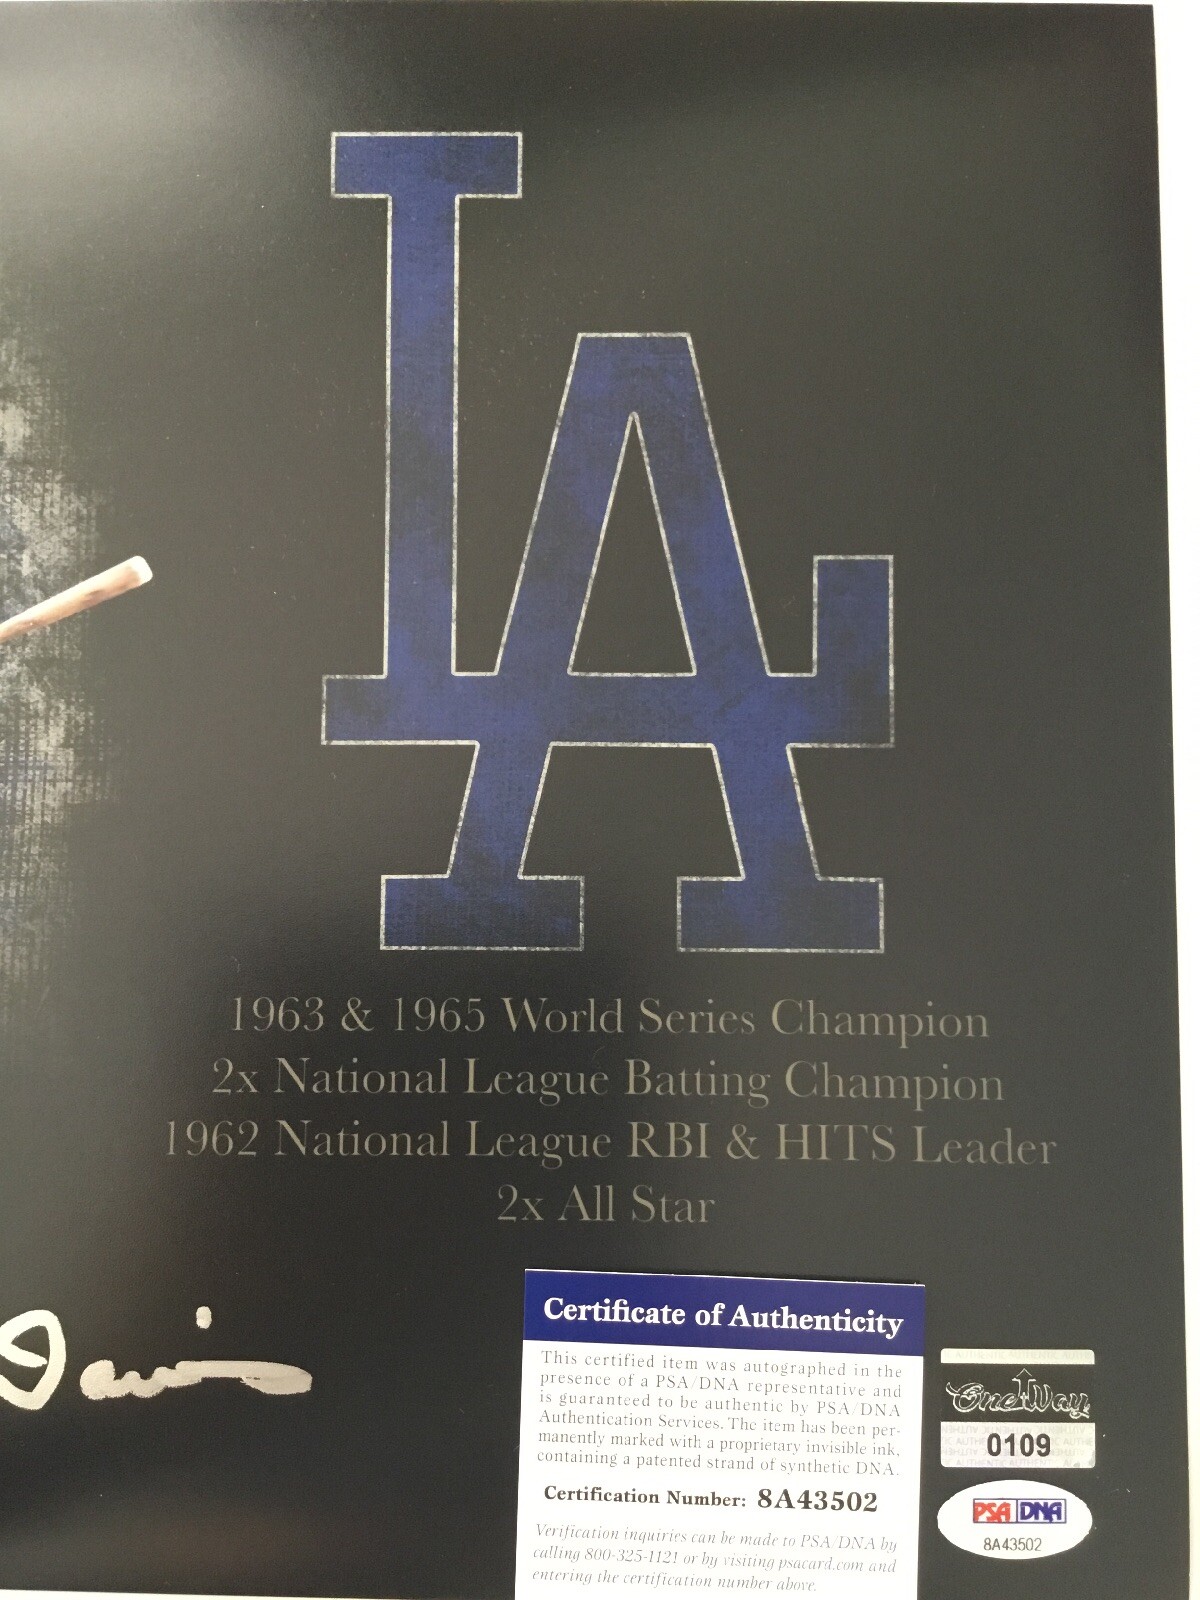 LA
1963 & 1965 World Series Champion
2x National League Batting Champion
1962 National League RBI & HITS Leader
2x All Star
Davis
Certificate of Authenticity
This certified item was autographed in the
presence of a PSA/DNA representative and
is guaranteed to be authentic by PSA/DNA
Authentication Services. The item has been per-
manently marked with a proprietary invisible ink,
containing a patented strand of synthetic DNA.
Certification Number: 8A43502
Verification inquiries can be made to PSA/DNA by
calling 800-325-1121 or by visiting psacard.com and
entering the certification number above.
One Way
0109
PSA DNA
8A43502